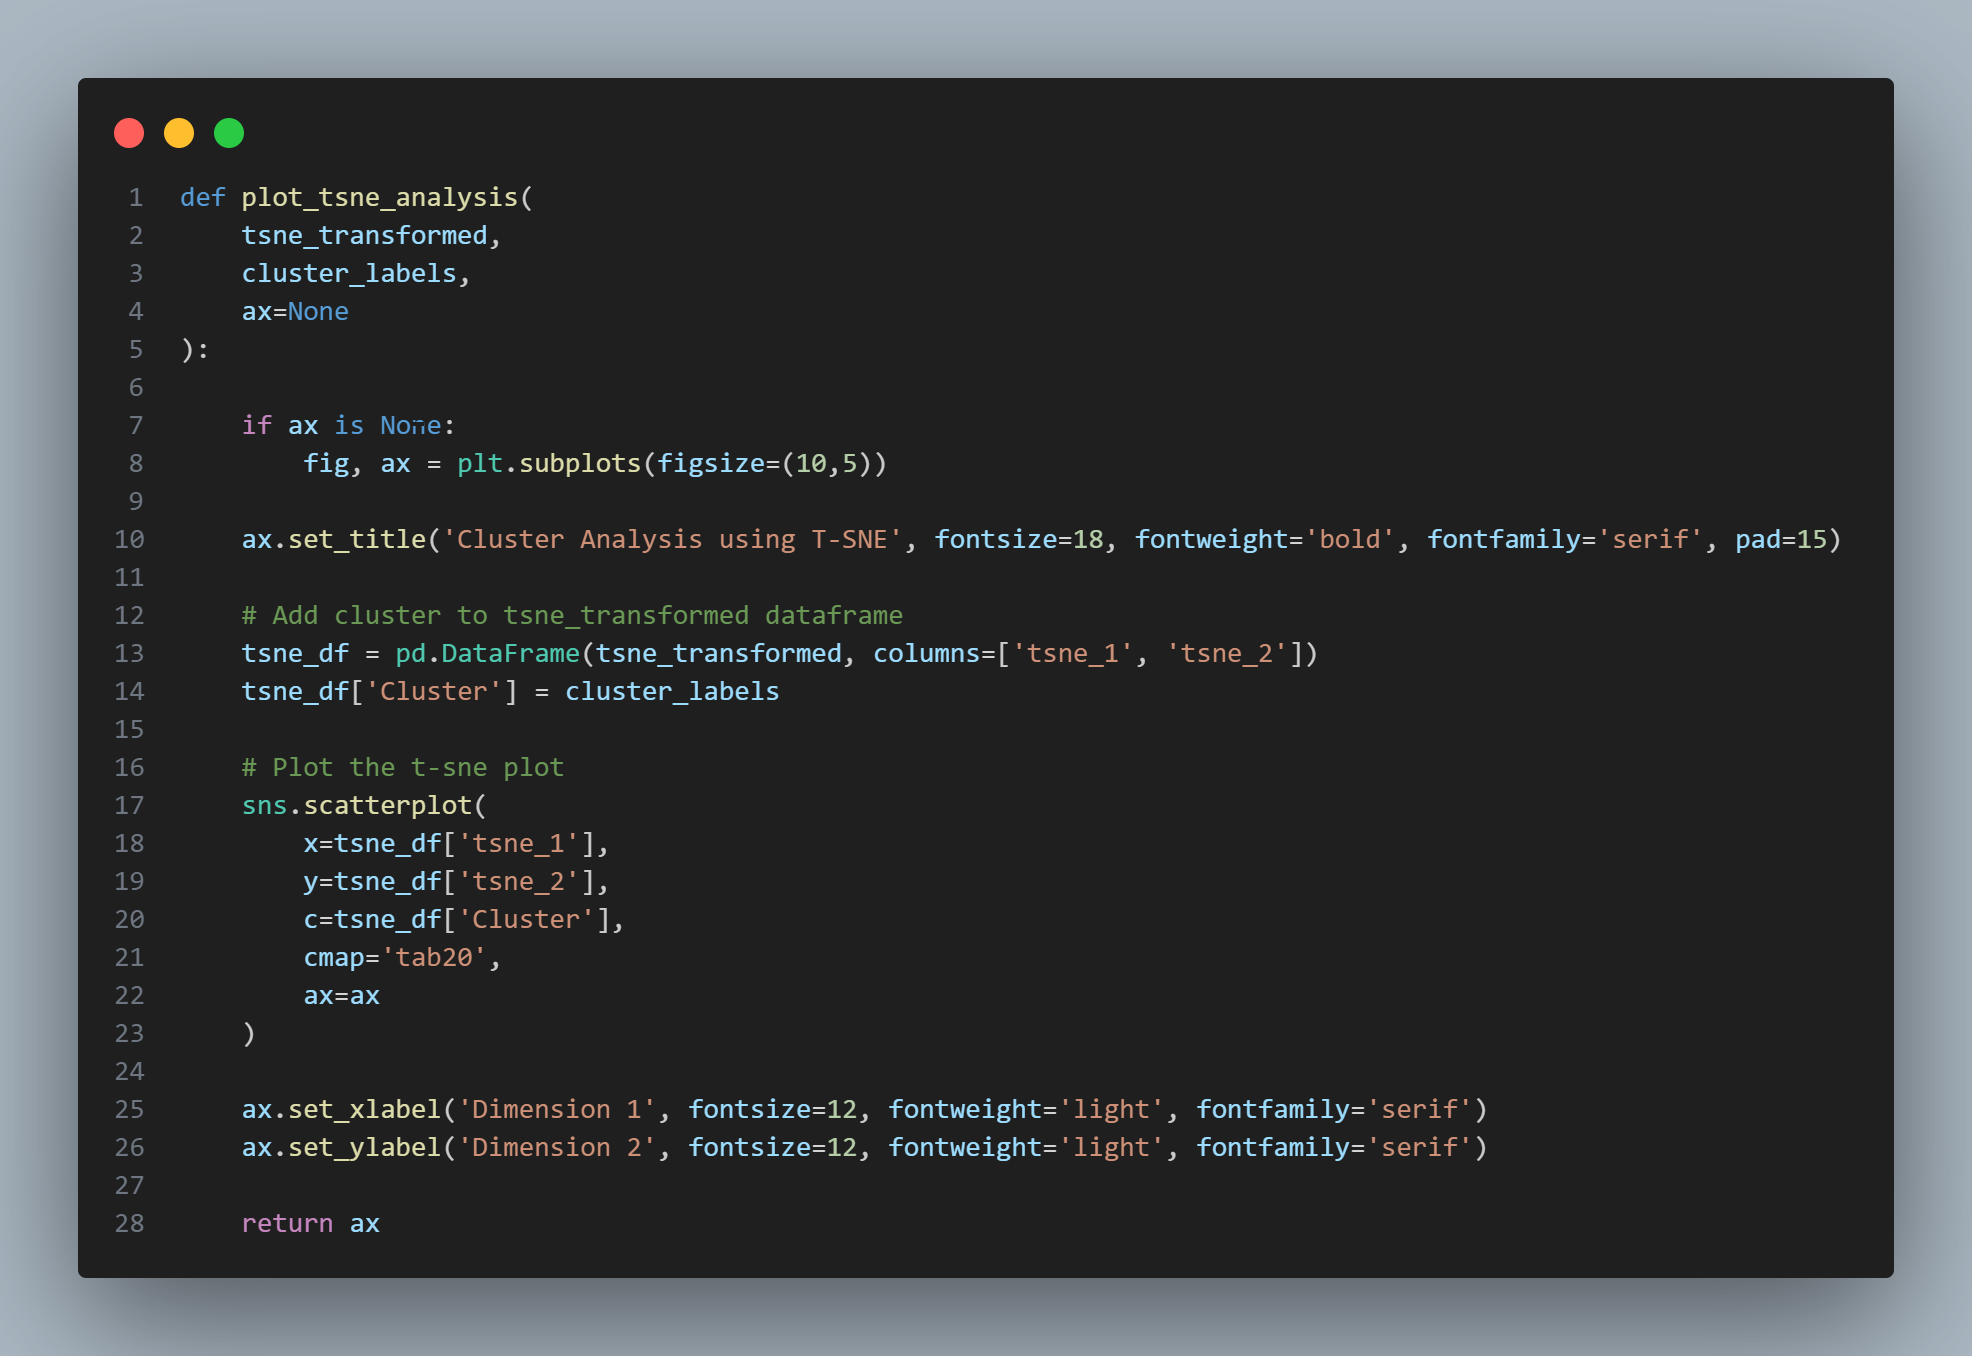 1 def plot_tsne_analysis(
2     tsne_transformed,
3     cluster_labels,
4     ax=None
5 ):
6
7     if ax is None:
8         fig, ax = plt.subplots(figsize=(10,5))
9
10     ax.set_title('Cluster Analysis using T-SNE', fontsize=18, fontweight='bold', fontfamily='serif', pad=15)
11
12     # Add cluster to tsne_transformed dataframe
13     tsne_df = pd.DataFrame(tsne_transformed, columns=['tsne_1', 'tsne_2'])
14     tsne_df['Cluster'] = cluster_labels
15
16     # Plot the t-sne plot
17     sns.scatterplot(
18         x=tsne_df['tsne_1'],
19         y=tsne_df['tsne_2'],
20         c=tsne_df['Cluster'],
21         cmap='tab20',
22         ax=ax
23     )
24
25     ax.set_xlabel('Dimension 1', fontsize=12, fontweight='light', fontfamily='serif')
26     ax.set_ylabel('Dimension 2', fontsize=12, fontweight='light', fontfamily='serif')
27
28     return ax